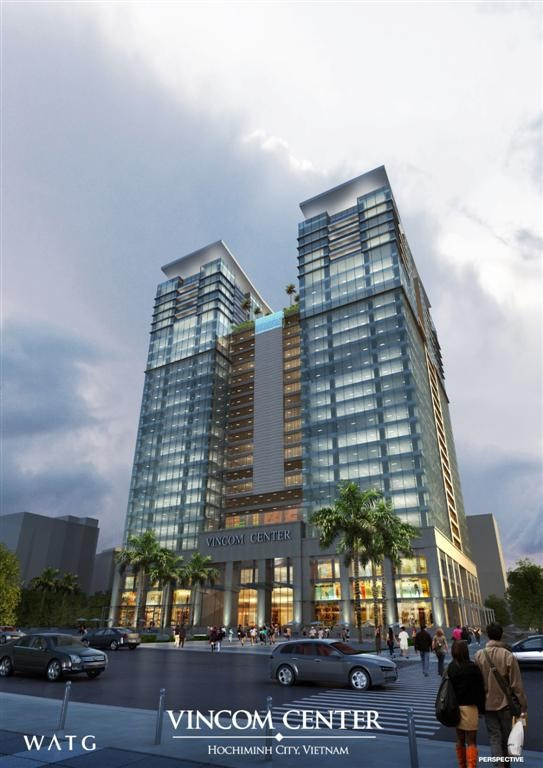 VINCOM CENTER
WATG
VINCOM CENTER
HOCHIMINH CITY, VIETNAM
PERSPECTIVE